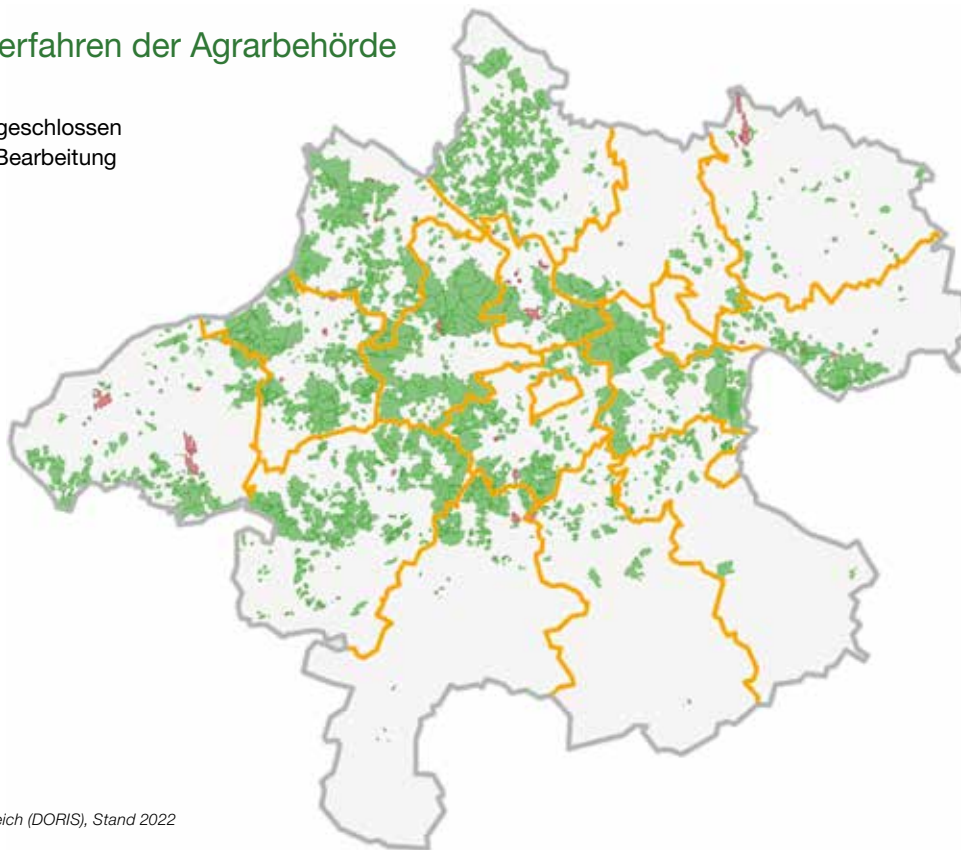 erfahren der Agrarbehörde
geschlossen
Bearbeitung
eich (DORIS), Stand 2022